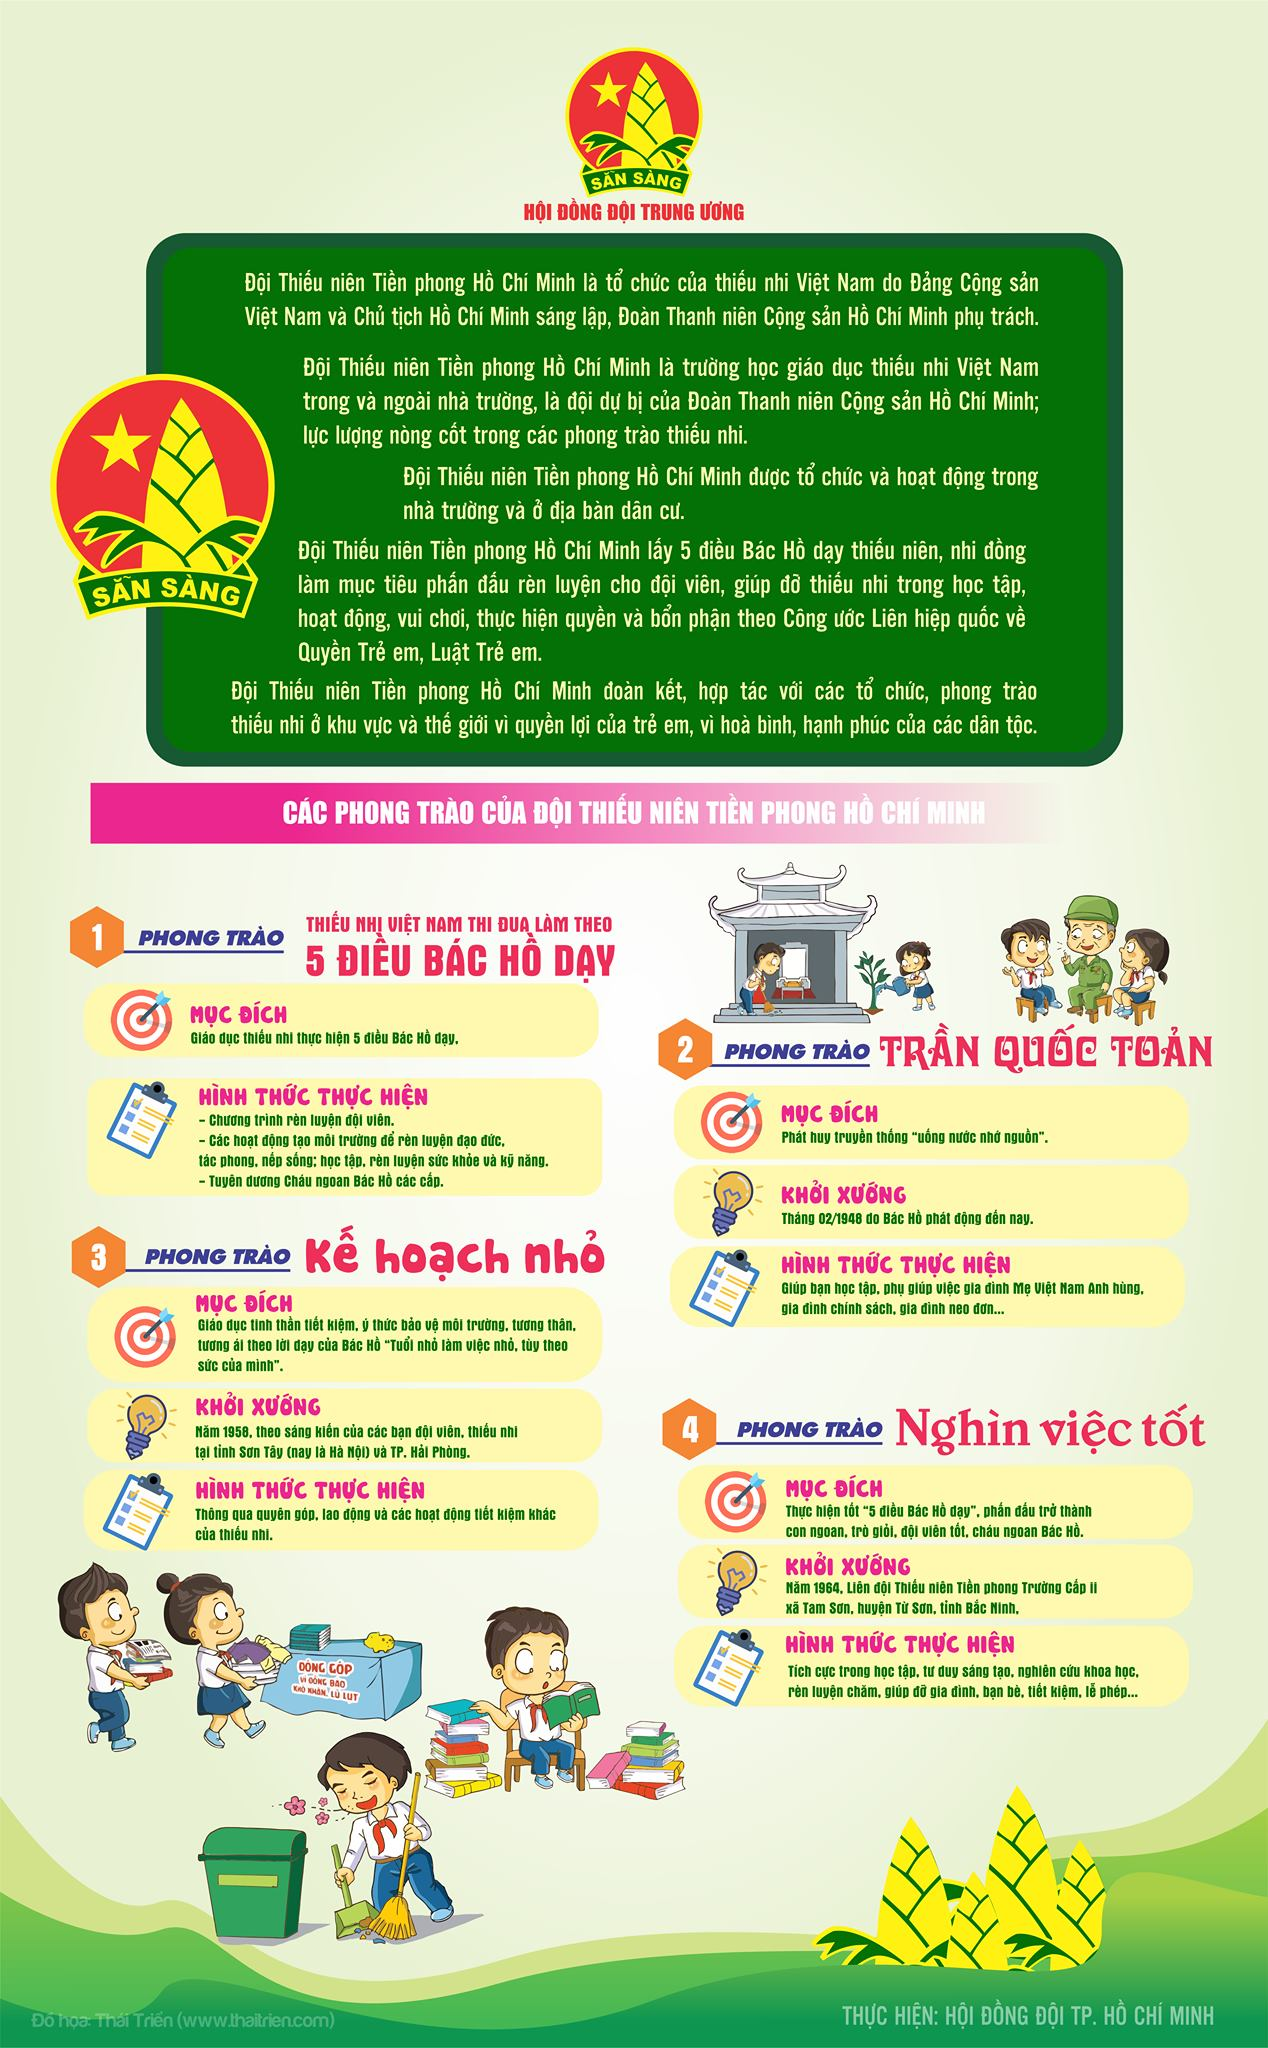 SẴN SÀNG
HỘI ĐỒNG ĐỘI TRUNG ƯƠNG
Đội Thiếu niên Tiền phong Hồ Chí Minh là tổ chức của thiếu nhi Việt Nam do Đảng Cộng sản
Việt Nam và Chủ tịch Hồ Chí Minh sáng lập, Đoàn Thanh niên Cộng sản Hồ Chí Minh phụ trách.
Đội Thiếu niên Tiền phong Hồ Chí Minh là trường học giáo dục thiếu nhi Việt Nam
trong và ngoài nhà trường, là đội dự bị của Đoàn Thanh niên Cộng sản Hồ Chí Minh;
lực lượng nòng cốt trong các phong trào thiếu nhi.
Đội Thiếu niên Tiền phong Hồ Chí Minh được tổ chức và hoạt động trong
nhà trường và ở địa bàn dân cư.
SẴN SÀNG
Đội Thiếu niên Tiền phong Hồ Chí Minh lấy 5 điều Bác Hồ dạy thiếu niên, nhi đồng
làm mục tiêu phấn đấu rèn luyện cho đội viên, giúp đỡ thiếu nhi trong học tập,
hoạt động, vui chơi, thực hiện quyền và bổn phận theo Công ước Liên hiệp quốc về
Quyền Trẻ em, Luật Trẻ em.
Đội Thiếu niên Tiền phong Hồ Chí Minh đoàn kết, hợp tác với các tổ chức, phong trào
thiếu nhi ở khu vực và thế giới vì quyền lợi của trẻ em, vì hoà bình, hạnh phúc của các dân tộc.
CÁC PHONG TRÀO CỦA ĐỘI THIẾU NIÊN TIỀN PHONG HỒ CHÍ MINH
1 PHONG TRÀO THIẾU NHI VIỆT NAM THI ĐUA LÀM THEO
5 ĐIỀU BÁC HỒ DẠY
MỤC ĐÍCH
Giáo dục thiếu nhi thực hiện 5 điều Bác Hồ dạy,
HÌNH THỨC THỰC HIỆN
- Chương trình rèn luyện đội viên.
- Các hoạt động tạo môi trường để rèn luyện đạo đức,
tác phong, nếp sống; học tập, rèn luyện sức khỏe và kỹ năng.
- Tuyên dương Cháu ngoan Bác Hồ các cấp.
2 PHONG TRÀO TRẦN QUỐC TOẢN
MỤC ĐÍCH
Phát huy truyền thống "uống nước nhớ nguồn".
KHỞI XƯỚNG
Tháng 02/1948 do Bác Hồ phát động đến nay.
HÌNH THỨC THỰC HIỆN
Giúp bạn học tập, phụ giúp việc gia đình Mẹ Việt Nam Anh hùng,
gia đình chính sách, gia đình neo đơn...
3 PHONG TRÀO Kế hoạch nhỏ
MỤC ĐÍCH
Giáo dục tinh thần tiết kiệm, ý thức bảo vệ môi trường, tương thân,
tương ái theo lời dạy của Bác Hồ "Tuổi nhỏ làm việc nhỏ, tùy theo
sức của mình".
KHỞI XƯỚNG
Năm 1958, theo sáng kiến của các bạn đội viên, thiếu nhi
tại tỉnh Sơn Tây (nay là Hà Nội) và TP. Hải Phòng.
HÌNH THỨC THỰC HIỆN
Thông qua quyên góp, lao động và các hoạt động tiết kiệm khác
của thiếu nhi.
4 PHONG TRÀO Nghìn việc tốt
MỤC ĐÍCH
Thực hiện tốt "5 điều Bác Hồ dạy", phấn đấu trở thành
con ngoan, trò giỏi, đội viên tốt, cháu ngoan Bác Hồ.
KHỞI XƯỚNG
Năm 1964, Liên đội Thiếu niên Tiền phong Trường Cấp ii
xã Tam Sơn, huyện Từ Sơn, tỉnh Bắc Ninh,
HÌNH THỨC THỰC HIỆN
Tích cực trong học tập, tư duy sáng tạo, nghiên cứu khoa học,
rèn luyện chăm, giúp đỡ gia đình, bạn bè, tiết kiệm, lễ phép...
ĐÓNG GÓP
VÌ ĐỒNG BÀO
KHÓ KHĂN, LŨ LỤT
Đồ họa: Thái Triển (www.thaitrien.com)
THỰC HIỆN: HỘI ĐỒNG ĐỘI TP. HỒ CHÍ MINH